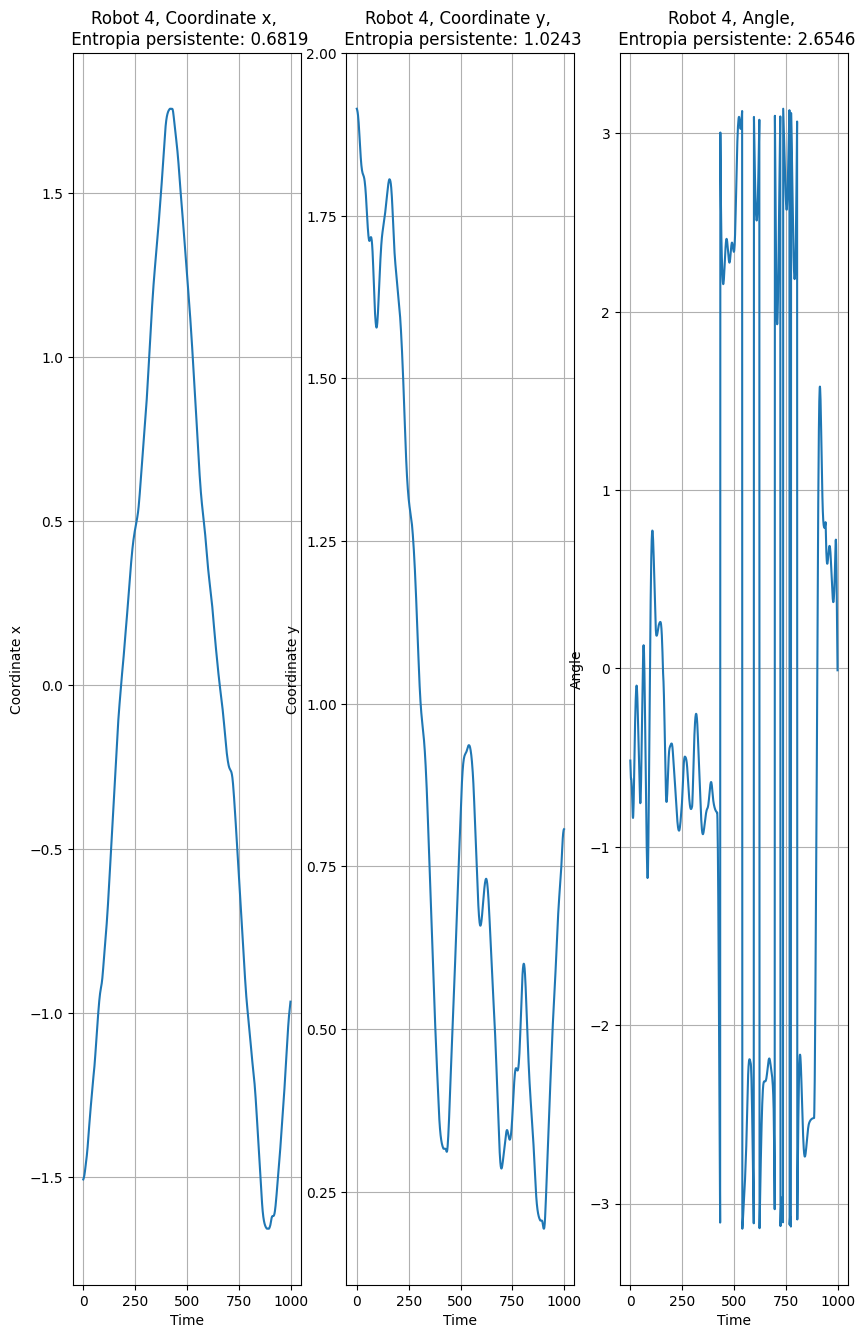 Robot 4, Coordinate x,
Entropia persistente: 0.6819
1.5
1.0
0.5
0.0
−0.5
−1.0
−1.5
Coordinate x
0 250 500 750 1000
Time
Robot 4, Coordinate y,
Entropia persistente: 1.0243
2.00
1.75
1.50
1.25
1.00
0.75
0.50
0.25
Coordinate y
0 250 500 750 1000
Time
Robot 4, Angle,
Entropia persistente: 2.6546
3
2
1
0
−1
−2
−3
Angle
0 250 500 750 1000
Time